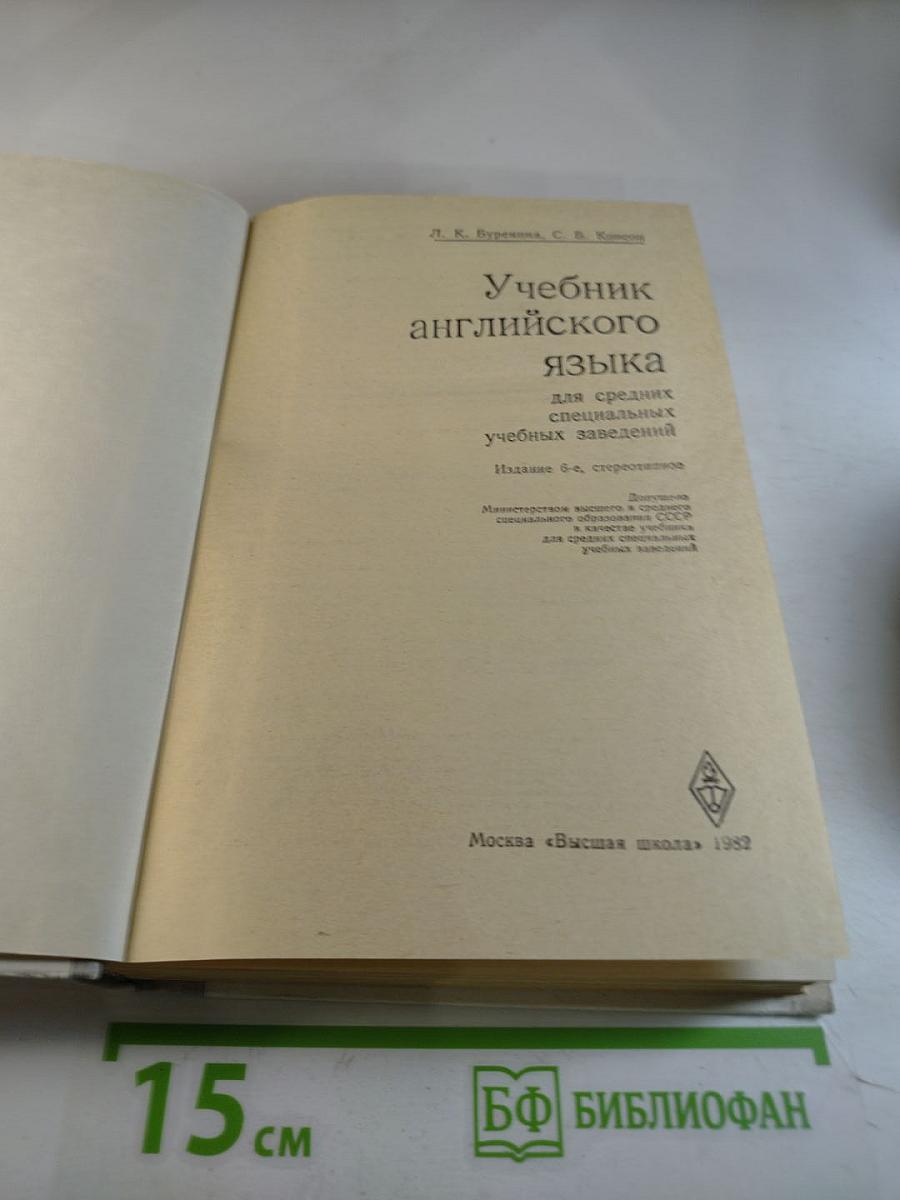 Л. К. Буренина, С. В. Копсои
Учебник
английского
языка
для средних
специальных
учебных заведений
Издание 6-е, стереотипное
Допущено
Министерством высшего и среднего
специального образования СССР
в качестве учебника
для средних специальных
учебных заведений
Москва «Высшая школа» 1982
15 см
БФ БИБЛИОФАН